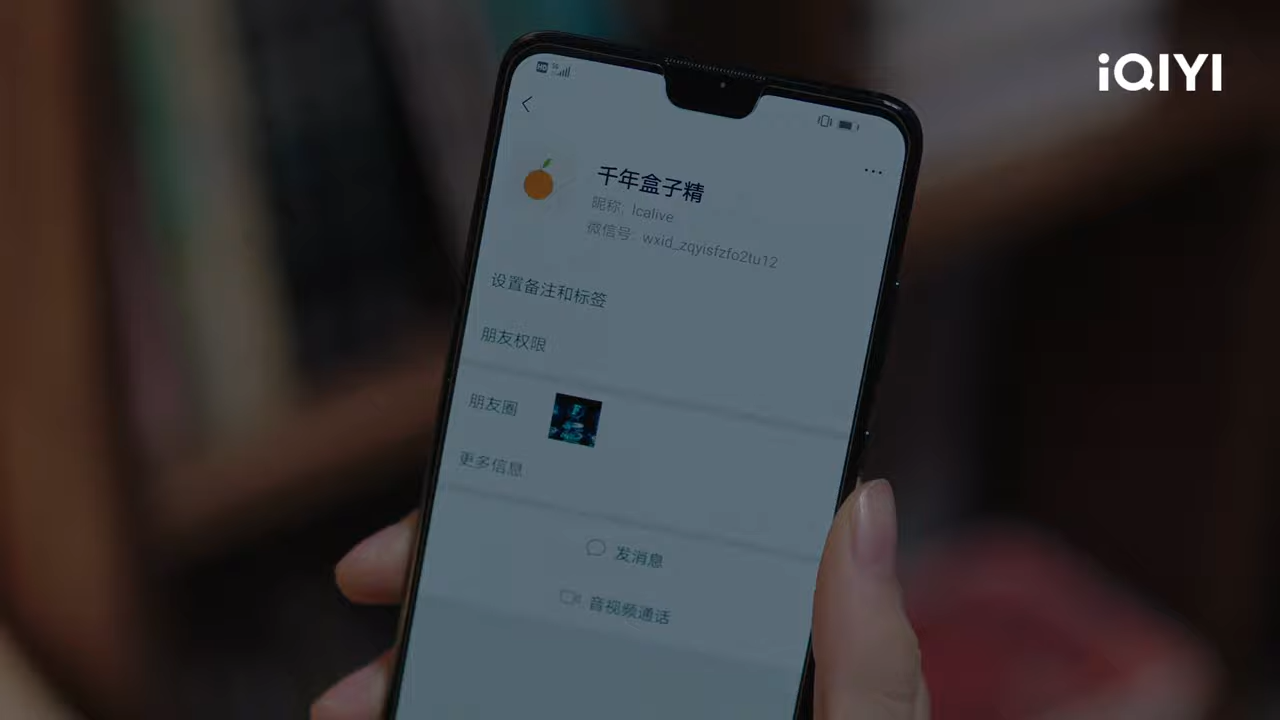 iQIYI
HD 5G
千年盒子精
昵称: lcalive
微信号: wxid_zqyisfzfo2tu12
设置备注和标签
朋友权限
朋友圈
更多信息
发消息
音视频通话